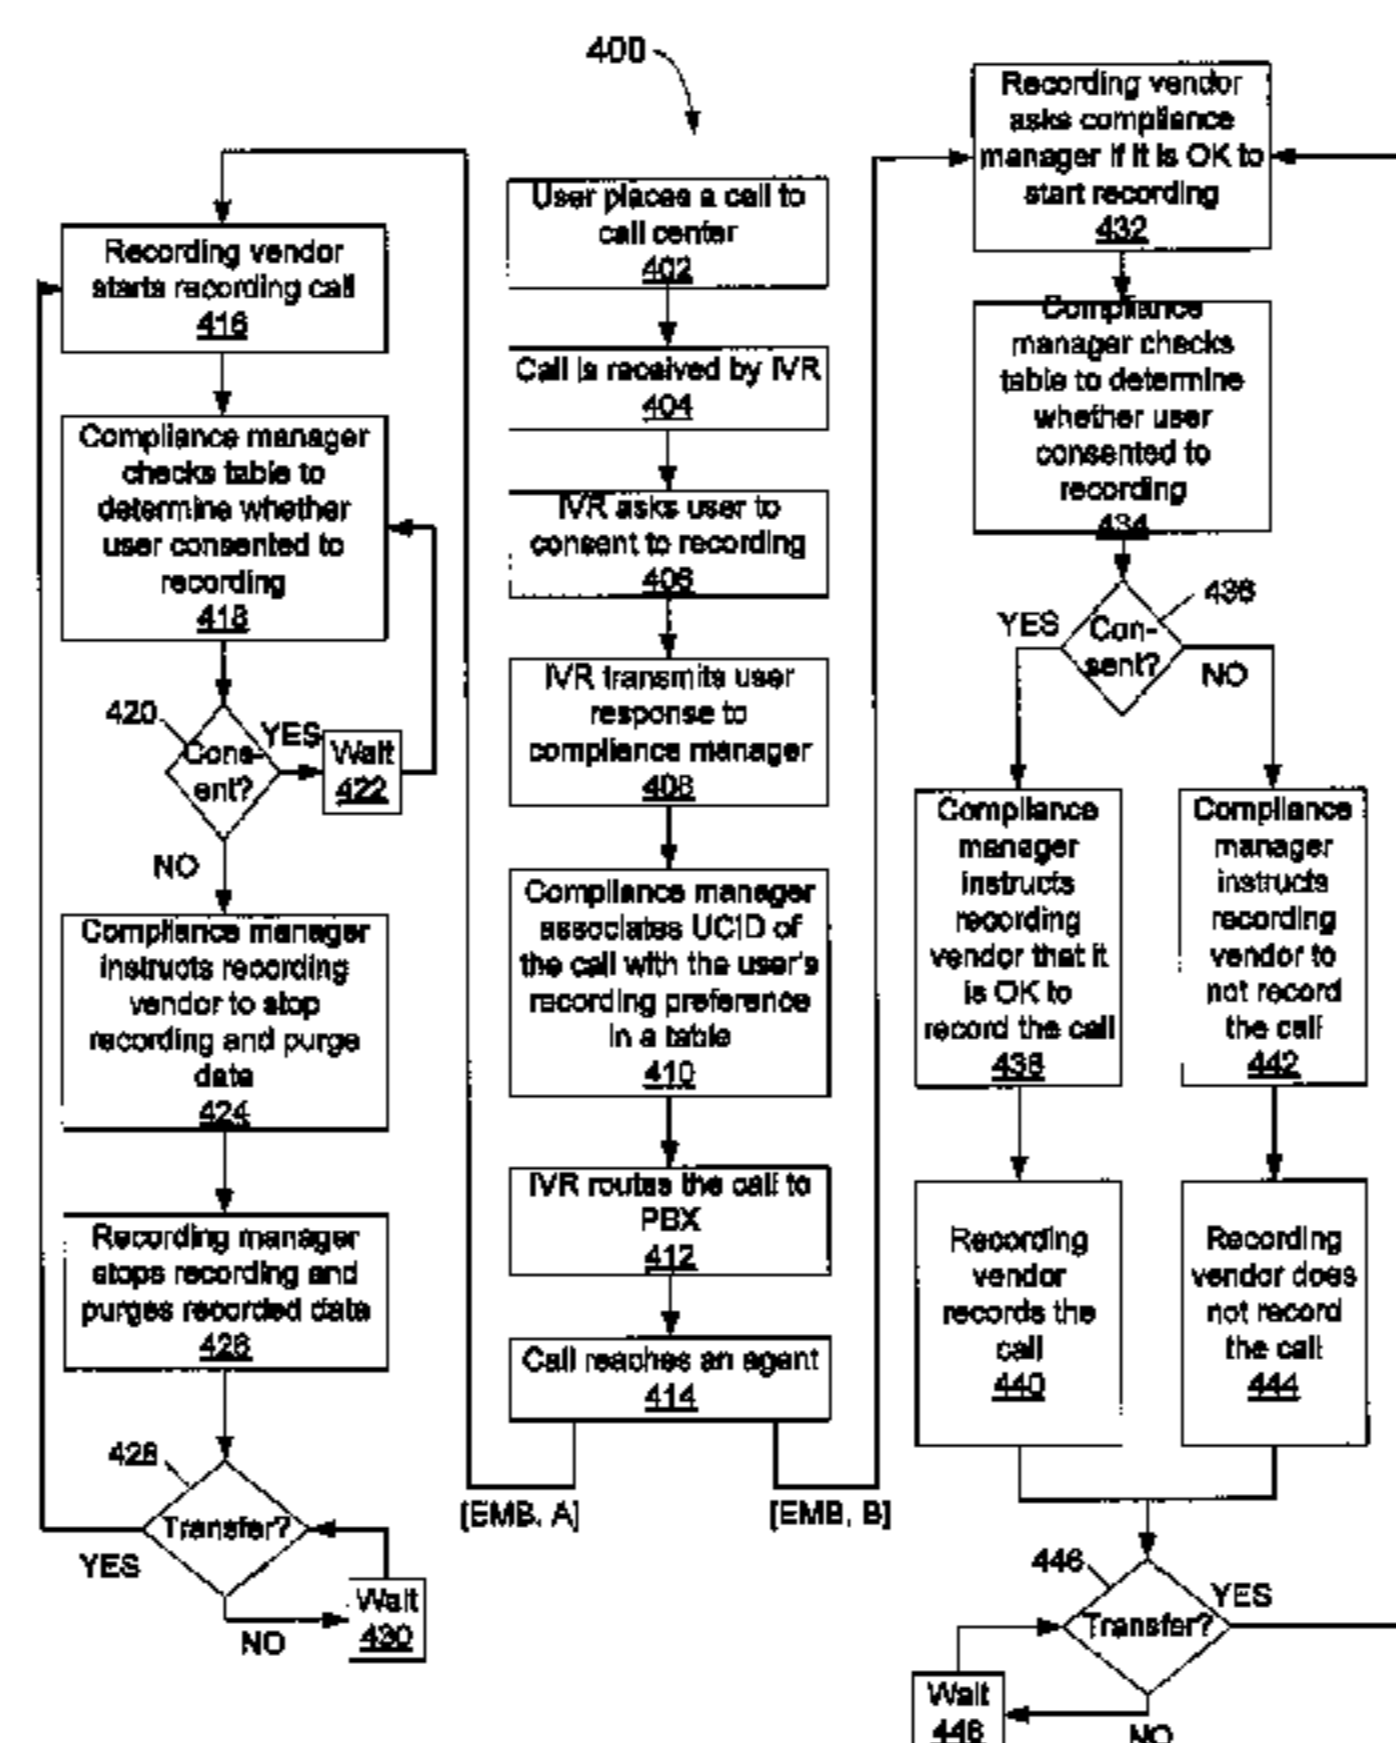 400
User places a call to
call center
402
Call is received by IVR
404
IVR asks user to
consent to recording
406
IVR transmits user
response to
compliance manager
408
Compliance manager
associates UCID of
the call with the user's
recording preference
in a table
410
IVR routes the call to
PBX
412
Call reaches an agent
414
[EMB. A]
[EMB. B]
Recording vendor
starts recording call
416
Compliance manager
checks table to
determine whether
user consented to
recording
418
420
Cons-
ent?
YES
Wait
422
NO
Compliance manager
instructs recording
vendor to stop
recording and purge
data
424
Recording manager
stops recording and
purges recorded data
426
428
Transfer?
YES
NO
Wait
430
Recording vendor
asks compliance
manager if it is OK to
start recording
432
Compliance
manager checks
table to determine
whether user
consented to
recording
434
436
Con-
sent?
YES
NO
Compliance
manager
instructs
recording
vendor that it
is OK to
record the call
438
Compliance
manager
instructs
recording
vendor to
not record
the call
442
Recording
vendor
records the
call
440
Recording
vendor does
not record
the call
444
446
Transfer?
YES
Wait
448
NO